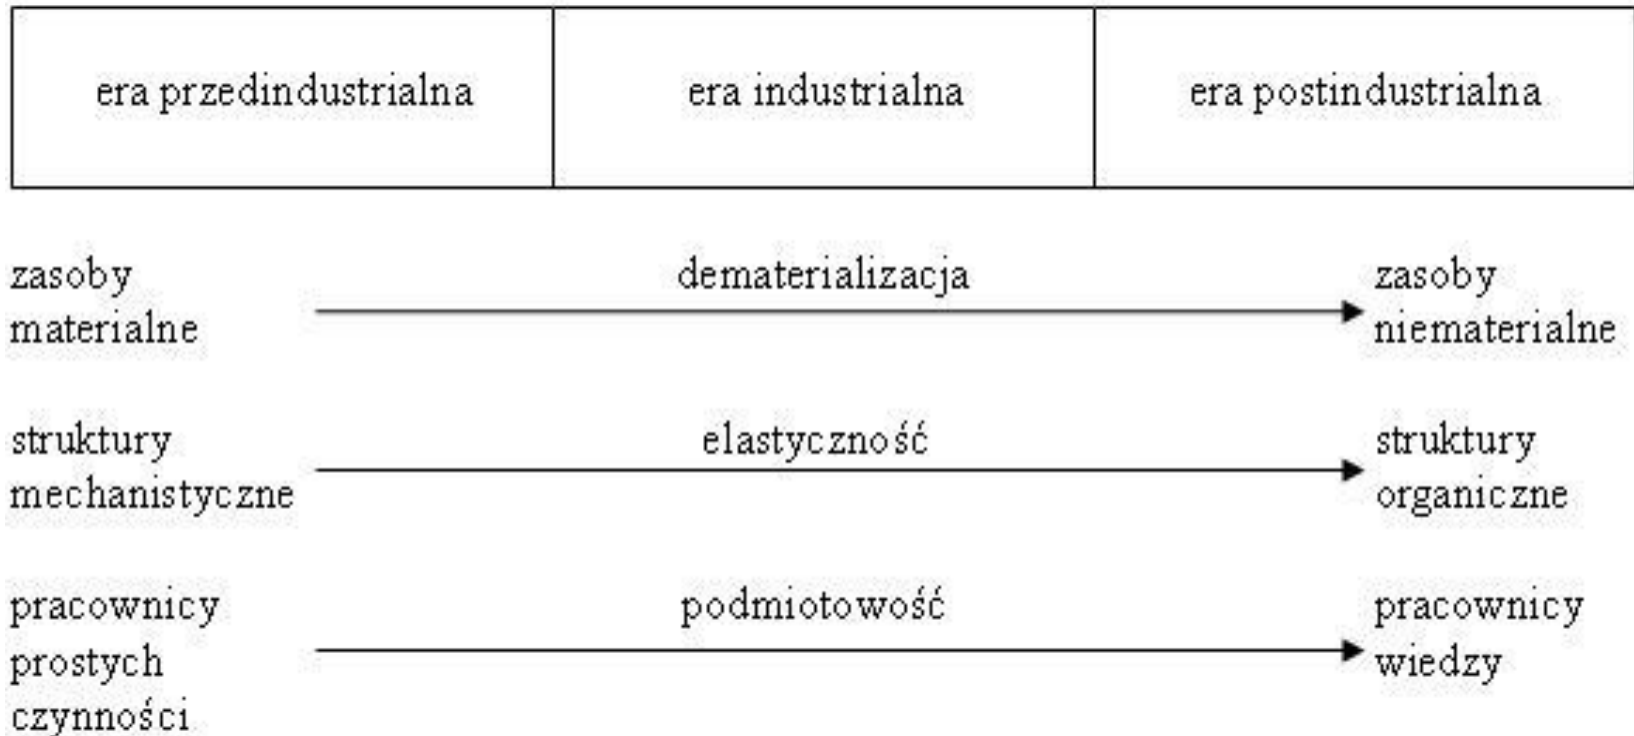 era przedindustrialna
era industrialna
era postindustrialna
zasoby
materialne
dematerializacja
zasoby
niematerialne
struktury
mechanistyczne
elastyczność
struktury
organiczne
pracownicy
prostych
czynności
podmiotowość
pracownicy
wiedzy